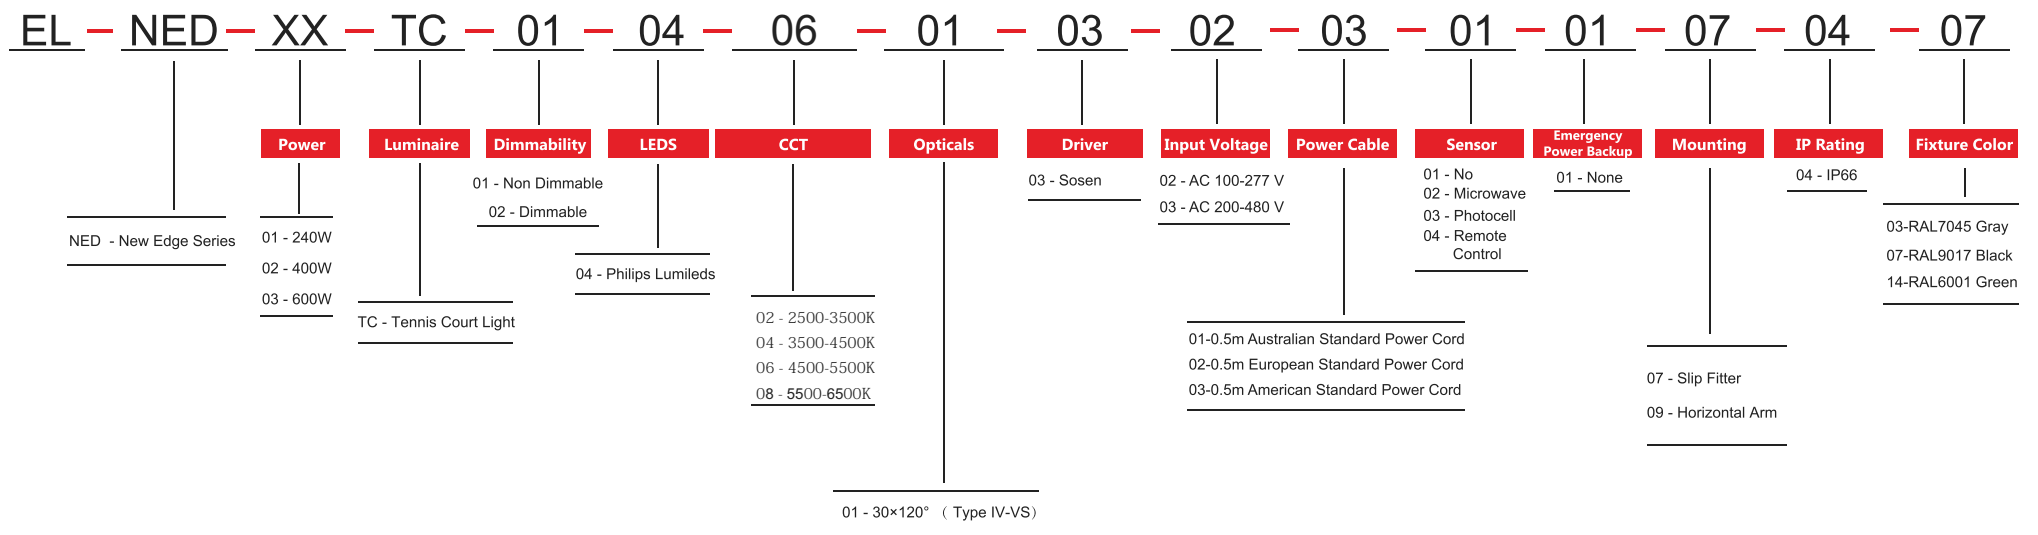 EL — NED — XX — TC — 01 — 04 — 06 — 01 — 03 — 02 — 03 — 01 — 01 — 07 — 04 — 07
NED - New Edge Series
Power
01 - 240W
02 - 400W
03 - 600W
Luminaire
TC - Tennis Court Light
Dimmability
01 - Non Dimmable
02 - Dimmable
LEDS
04 - Philips Lumileds
CCT
02 - 2500-3500K
04 - 3500-4500K
06 - 4500-5500K
08 - 5500-6500K
Opticals
01 - 30×120° （ Type IV-VS）
Driver
03 - Sosen
Input Voltage
02 - AC 100-277 V
03 - AC 200-480 V
Power Cable
01-0.5m Australian Standard Power Cord
02-0.5m European Standard Power Cord
03-0.5m American Standard Power Cord
Sensor
01 - No
02 - Microwave
03 - Photocell
04 - Remote
Control
Emergency
Power Backup
01 - None
Mounting
07 - Slip Fitter
09 - Horizontal Arm
IP Rating
04 - IP66
Fixture Color
03-RAL7045 Gray
07-RAL9017 Black
14-RAL6001 Green